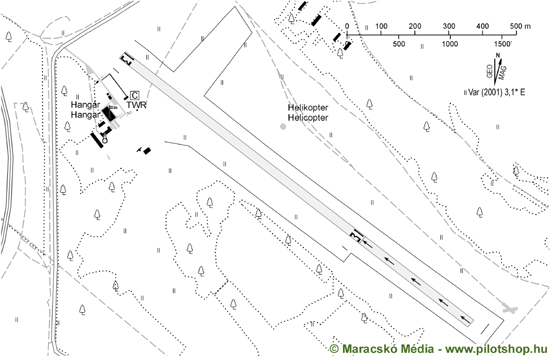 0 100 200 300 400 500 m
0 500 1000 1500'
N
GEO
MAG
Var (2001) 3,1° E
C
TWR
Hangár
Hangar
Helikopter
Helicopter
© Maracskó Média - www.pilotshop.hu